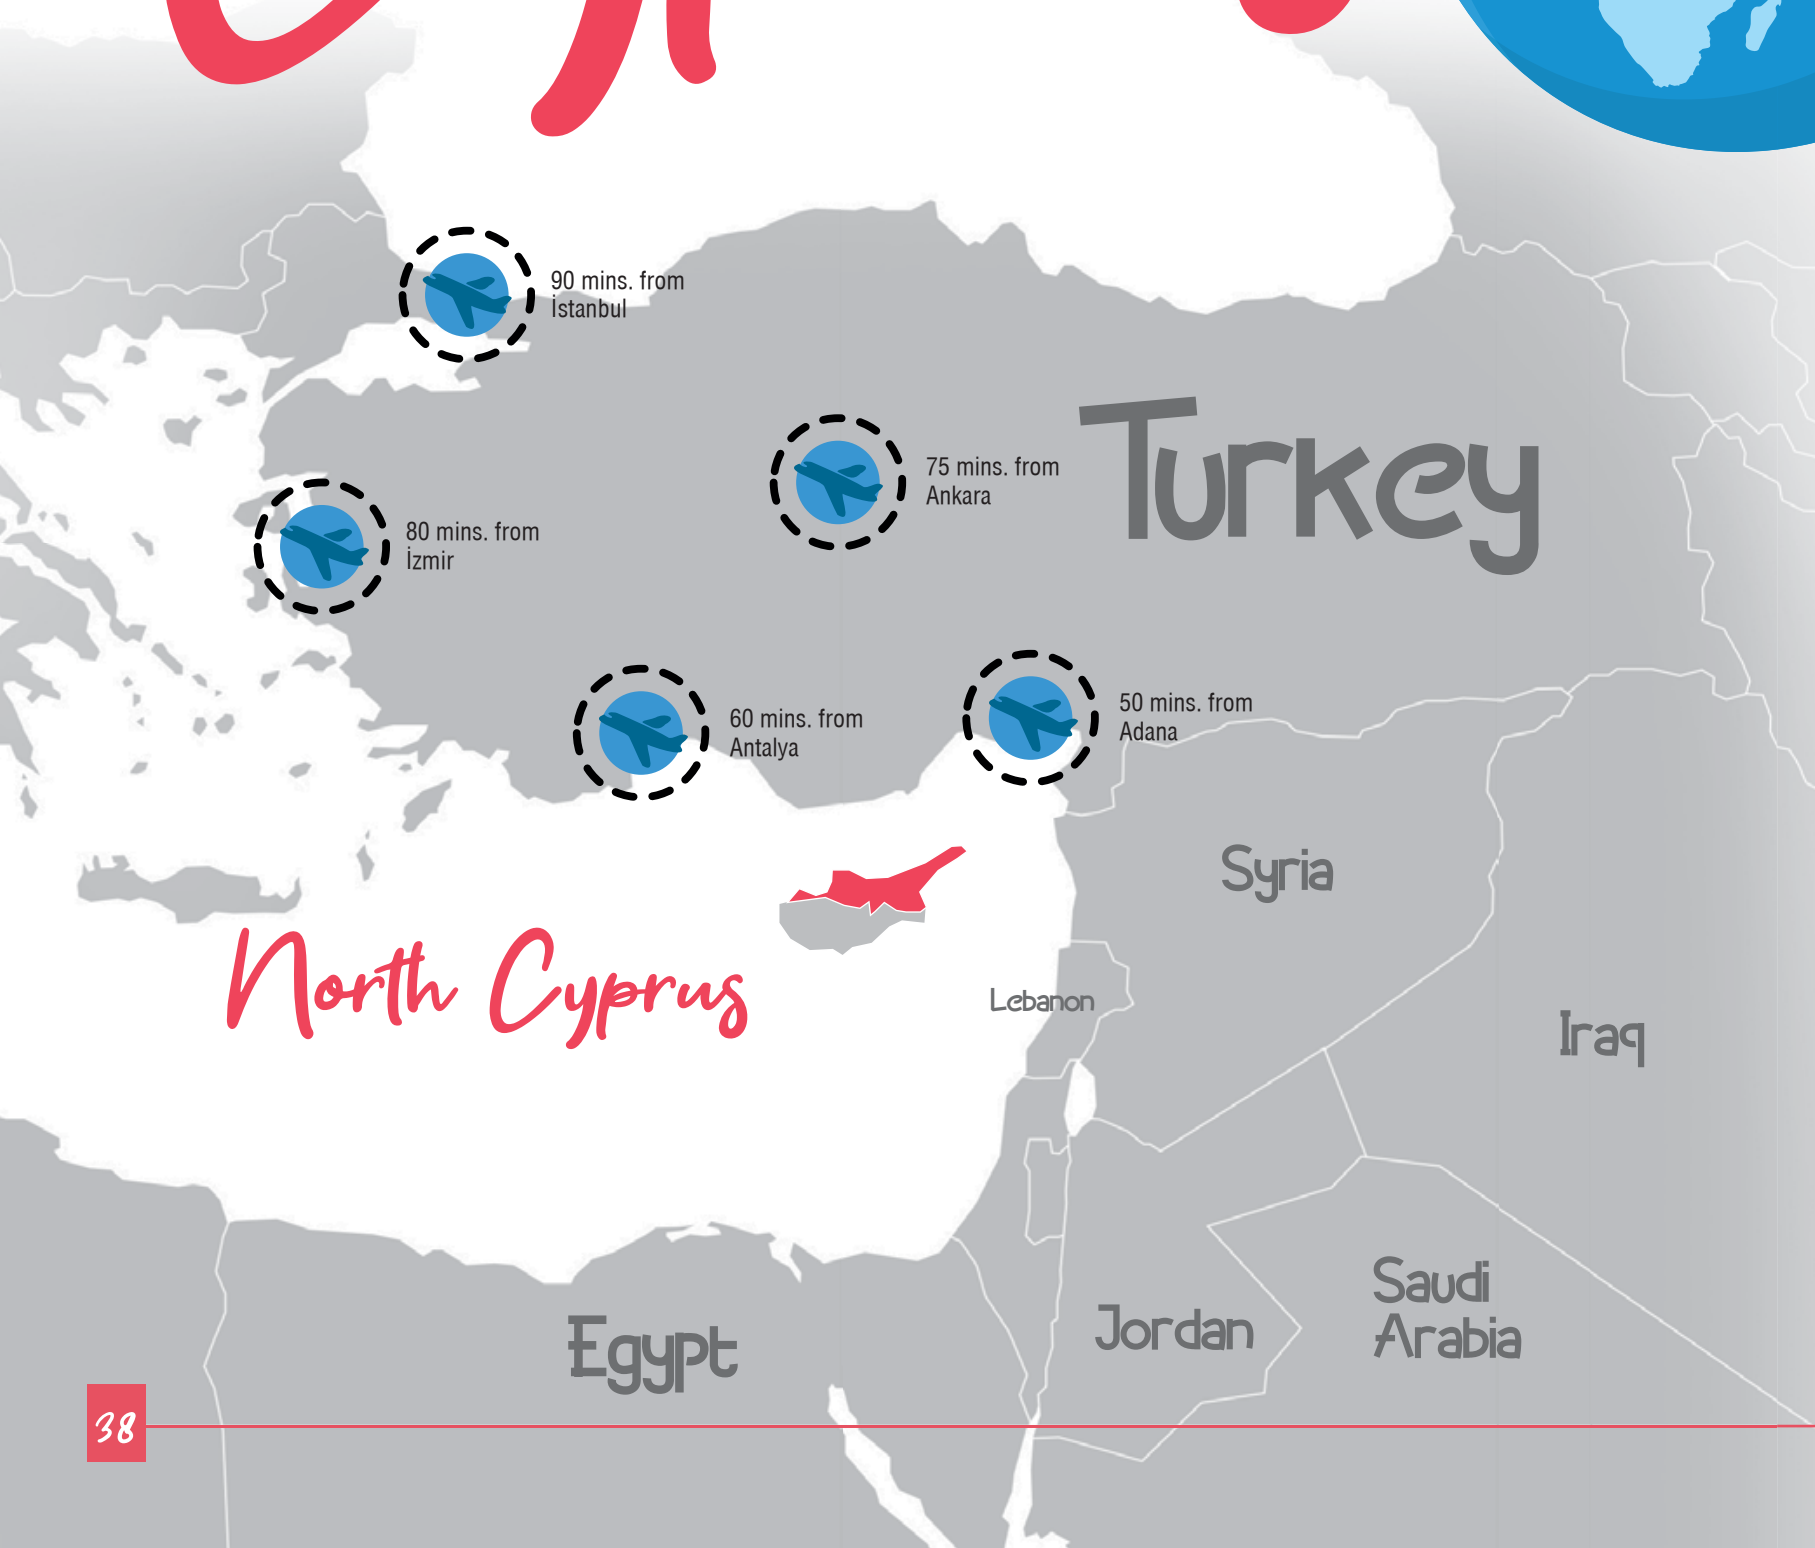 90 mins. from
İstanbul
75 mins. from
Ankara
Turkey
80 mins. from
İzmir
60 mins. from
Antalya
50 mins. from
Adana
Syria
North Cyprus
Lebanon
Iraq
Saudi
Arabia
Jordan
Egypt
38